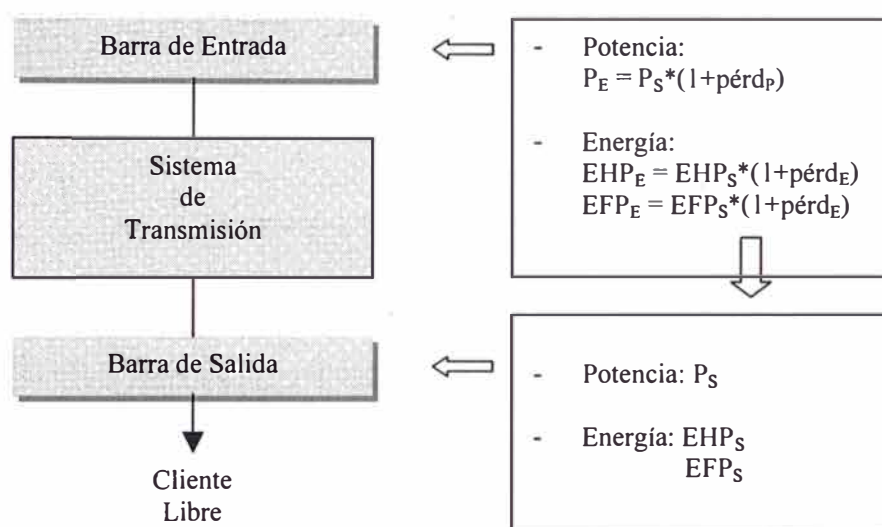 Barra de Entrada
Sistema
de
Transmisión
Barra de Salida
Cliente
Libre
- Potencia:
P_E = P_S*(1+pérd_P)
- Energía:
EHP_E = EHP_S*(1+pérd_E)
EFP_E = EFP_S*(1+pérd_E)
- Potencia: P_S
- Energía: EHP_S
EFP_S